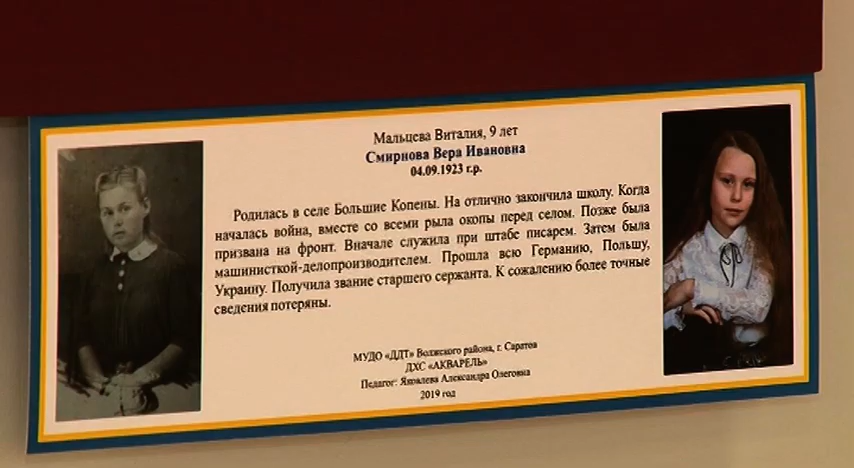 Мальцева Виталия, 9 лет
Смирнова Вера Ивановна
04.09.1923 г.р.
Родилась в селе Большие Копены. На отлично закончила школу. Когда
началась война, вместе со всеми рыла окопы перед селом. Позже была
призвана на фронт. Вначале служила при штабе писарем. Затем была
машинисткой-делопроизводителем. Прошла всю Германию, Польшу,
Украину. Получила звание старшего сержанта. К сожалению более точные
сведения потеряны.
МУДО «ДДТ» Волжского района, г. Саратов
ДХС «АКВАРЕЛЬ»
Педагог: Яковлева Александра Олеговна
2019 год